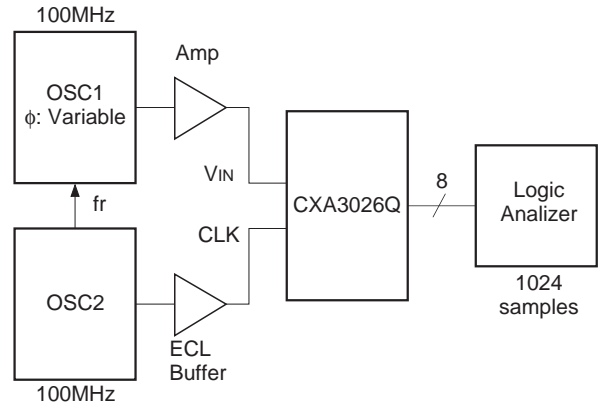 100MHz
OSC1
ϕ: Variable
Amp
fr
OSC2
100MHz
ECL
Buffer
VIN
CLK
CXA3026Q
8
Logic
Analizer
1024
samples